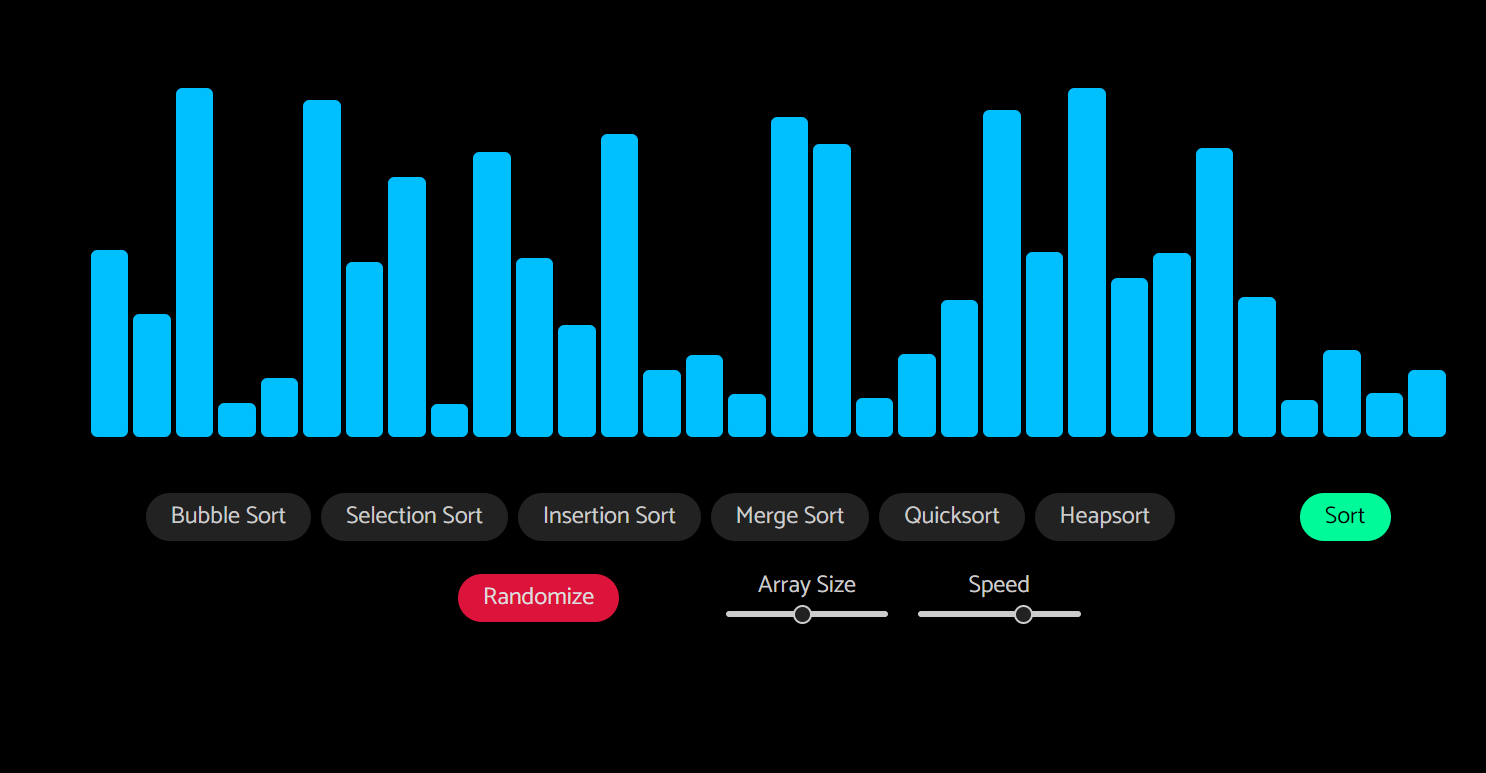 Bubble Sort
Selection Sort
Insertion Sort
Merge Sort
Quicksort
Heapsort
Sort
Randomize
Array Size
Speed